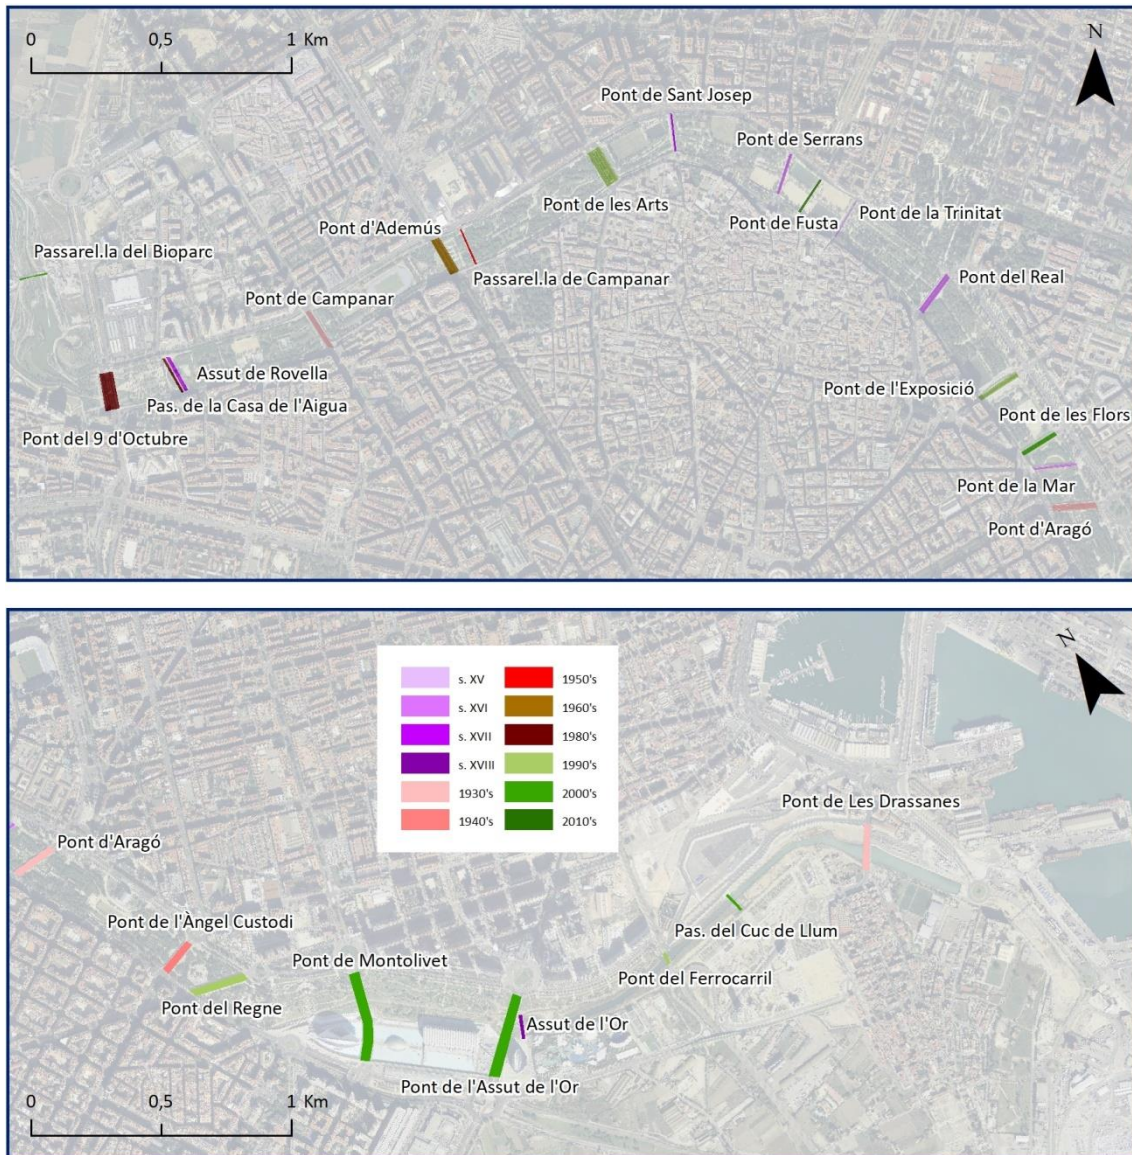 0 0,5 1 Km
N
Pont de Sant Josep
Pont de Serrans
Pont de les Arts
Pont de Fusta
Pont de la Trinitat
Pont d'Ademús
Passarel.la del Bioparc
Passarel.la de Campanar
Pont del Real
Pont de Campanar
Assut de Rovella
Pas. de la Casa de l'Aigua
Pont de l'Exposició
Pont de les Flors
Pont del 9 d'Octubre
Pont de la Mar
Pont d'Aragó
N
s. XV 1950's
s. XVI 1960's
s. XVII 1980's
s. XVIII 1990's
1930's 2000's
1940's 2010's
Pont de Les Drassanes
Pont d'Aragó
Pont de l'Àngel Custodi
Pas. del Cuc de Llum
Pont de Montolivet
Pont del Ferrocarril
Pont del Regne
Assut de l'Or
Pont de l'Assut de l'Or
0 0,5 1 Km